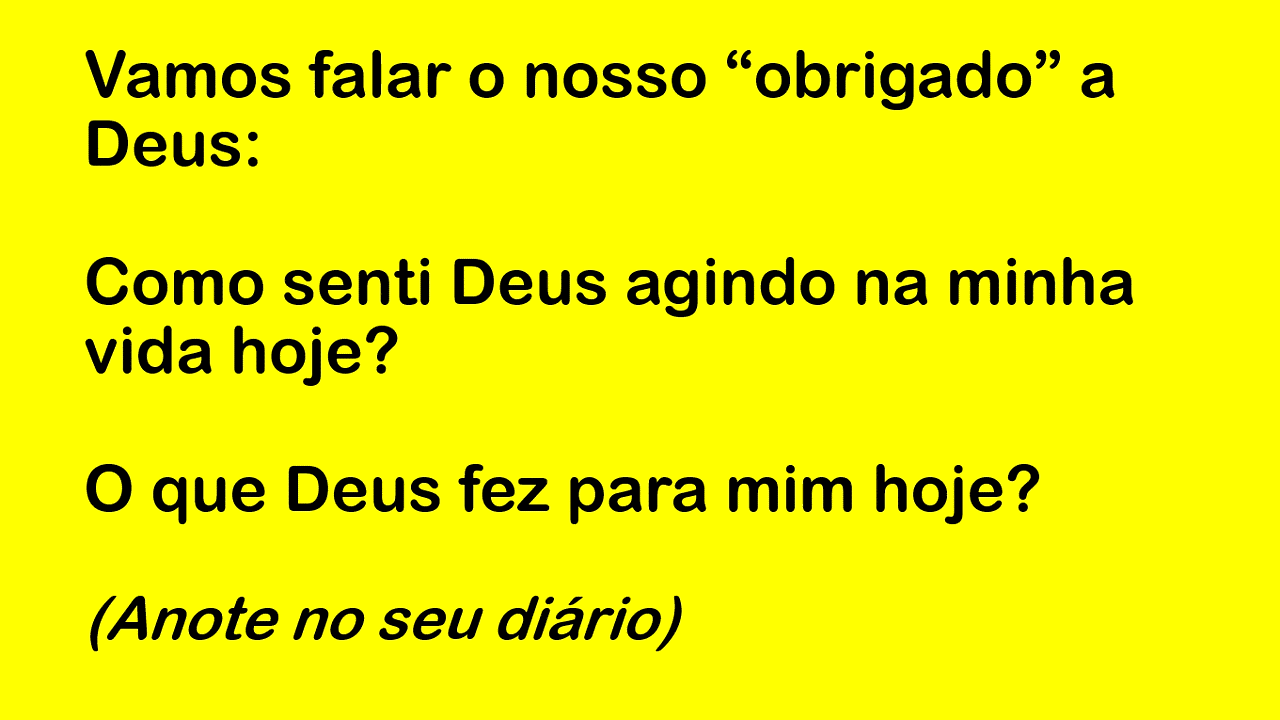 Vamos falar o nosso “obrigado” a
Deus:
Como senti Deus agindo na minha
vida hoje?
O que Deus fez para mim hoje?
(Anote no seu diário)